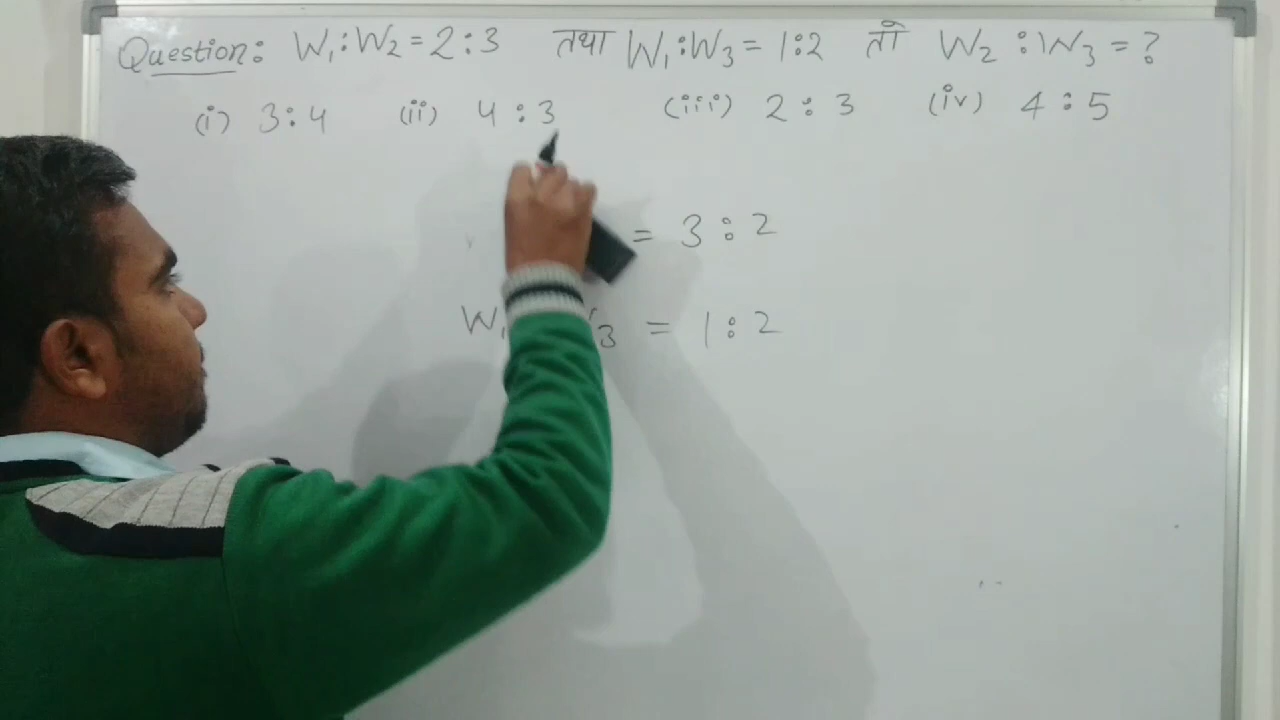 Question: W₁:W₂ = 2:3 तथा W₁:W₃ = 1:2 तो W₂ : W₃ = ?
(i) 3:4 (ii) 4:3 (iii) 2:3 (iv) 4:5
= 3:2
= 1:2